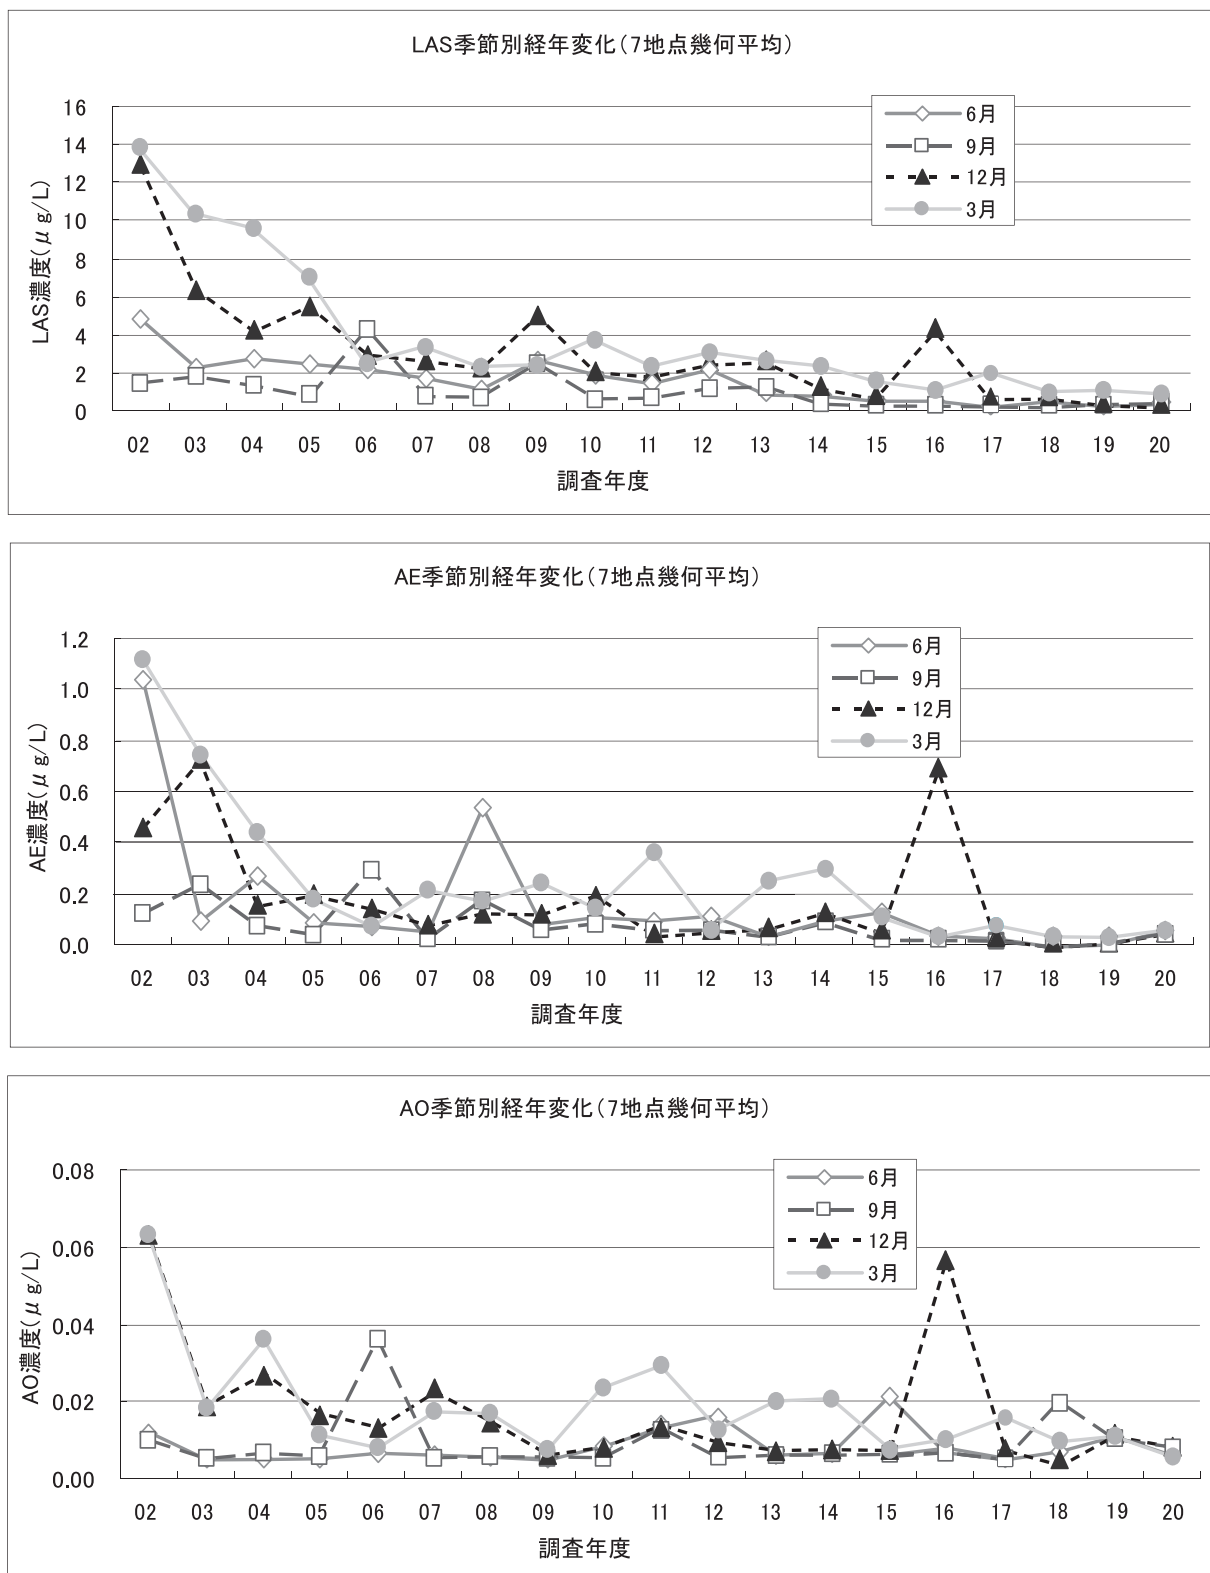 LAS季節別経年変化(7地点幾何平均)
LAS濃度(μg/L)
16
14
12
10
8
6
4
2
0
6月
9月
12月
3月
02 03 04 05 06 07 08 09 10 11 12 13 14 15 16 17 18 19 20
調査年度
AE季節別経年変化(7地点幾何平均)
AE濃度(μg/L)
1.2
1.0
0.8
0.6
0.4
0.2
0.0
6月
9月
12月
3月
02 03 04 05 06 07 08 09 10 11 12 13 14 15 16 17 18 19 20
調査年度
AO季節別経年変化(7地点幾何平均)
AO濃度(μg/L)
0.08
0.06
0.04
0.02
0.00
6月
9月
12月
3月
02 03 04 05 06 07 08 09 10 11 12 13 14 15 16 17 18 19 20
調査年度